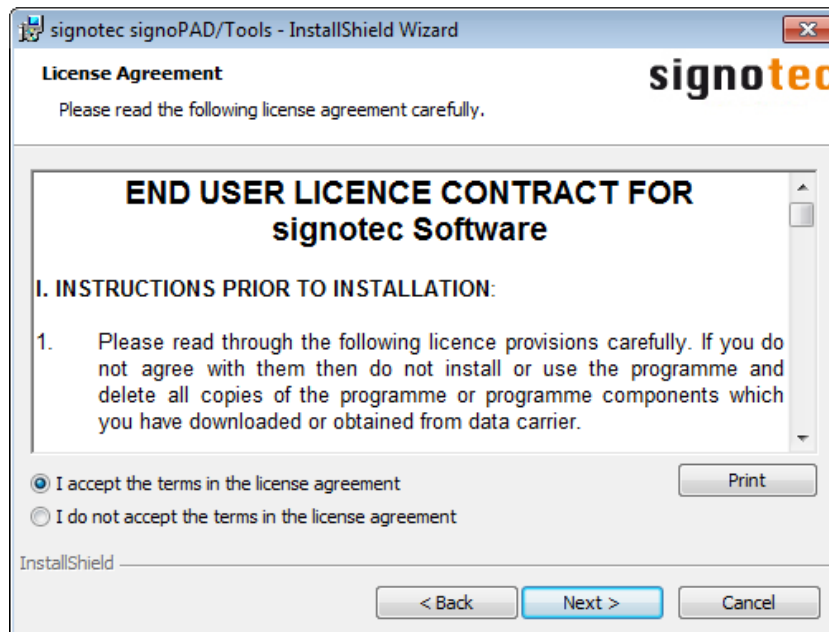 signotec signoPAD/Tools - InstallShield Wizard
License Agreement
signotec
Please read the following license agreement carefully.
END USER LICENCE CONTRACT FOR
signotec Software
I. INSTRUCTIONS PRIOR TO INSTALLATION:
1. Please read through the following licence provisions carefully. If you do
not agree with them then do not install or use the programme and
delete all copies of the programme or programme components which
you have downloaded or obtained from data carrier.
I accept the terms in the license agreement
Print
I do not accept the terms in the license agreement
InstallShield
< Back
Next >
Cancel